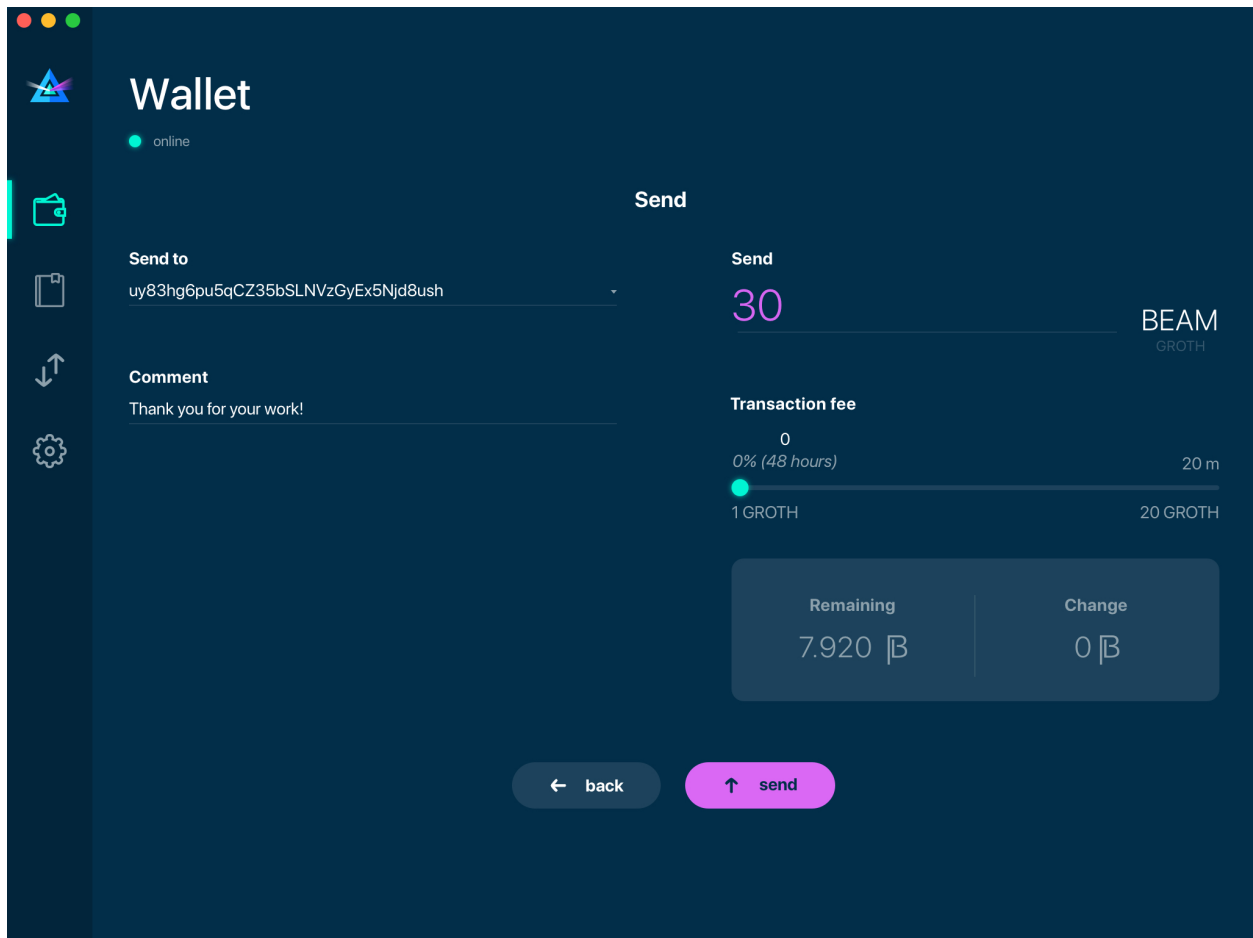 Wallet
online
Send
Send to
uy83hg6pu5qCZ35bSLNVzGyEx5Njd8ush
Comment
Thank you for your work!
Send
30
BEAM
GROTH
Transaction fee
0
0% (48 hours)
20 m
1 GROTH
20 GROTH
Remaining
7.920 B
Change
0 B
back
send